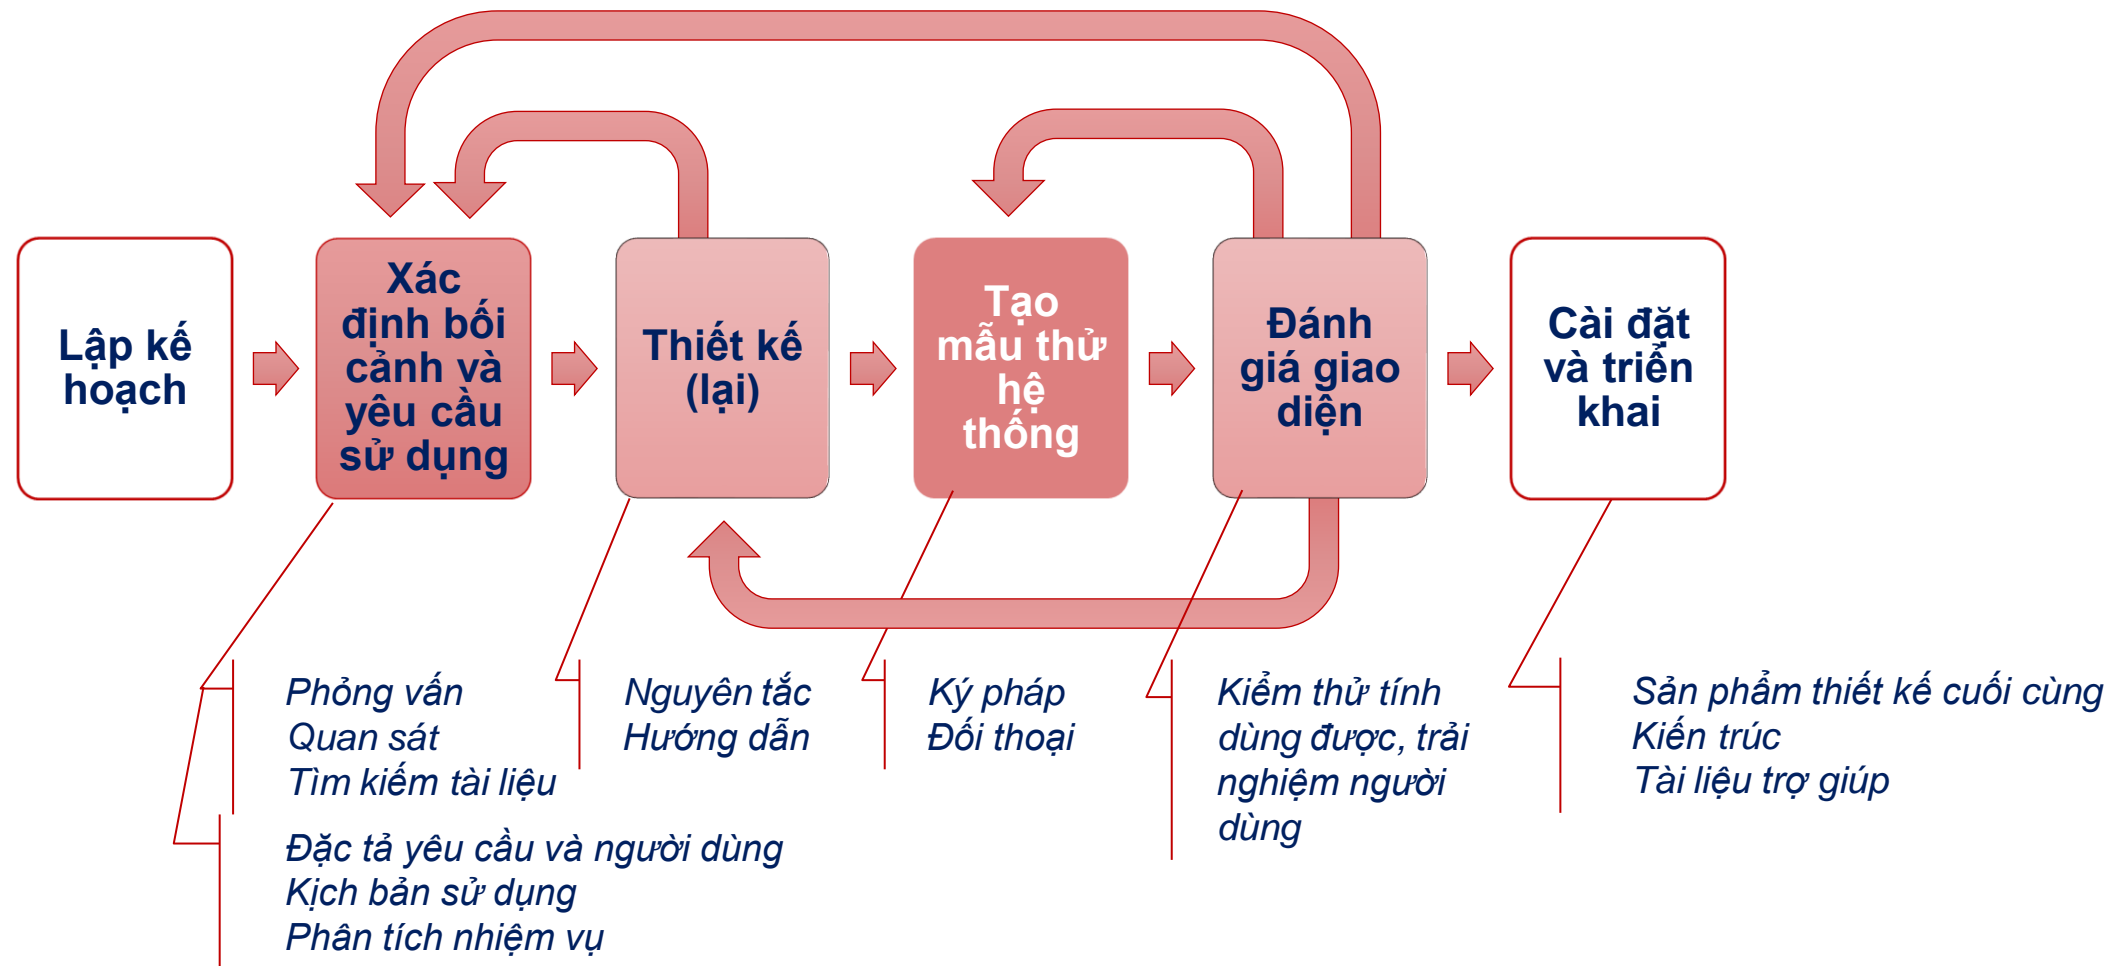 Lập kế
hoạch
Xác
định bối
cảnh và
yêu cầu
sử dụng
Thiết kế
(lại)
Tạo
mẫu thử
hệ
thống
Đánh
giá giao
diện
Cài đặt
và triển
khai
Phỏng vấn
Quan sát
Tìm kiếm tài liệu
Đặc tả yêu cầu và người dùng
Kịch bản sử dụng
Phân tích nhiệm vụ
Nguyên tắc
Hướng dẫn
Ký pháp
Đối thoại
Kiểm thử tính
dùng được, trải
nghiệm người
dùng
Sản phẩm thiết kế cuối cùng
Kiến trúc
Tài liệu trợ giúp